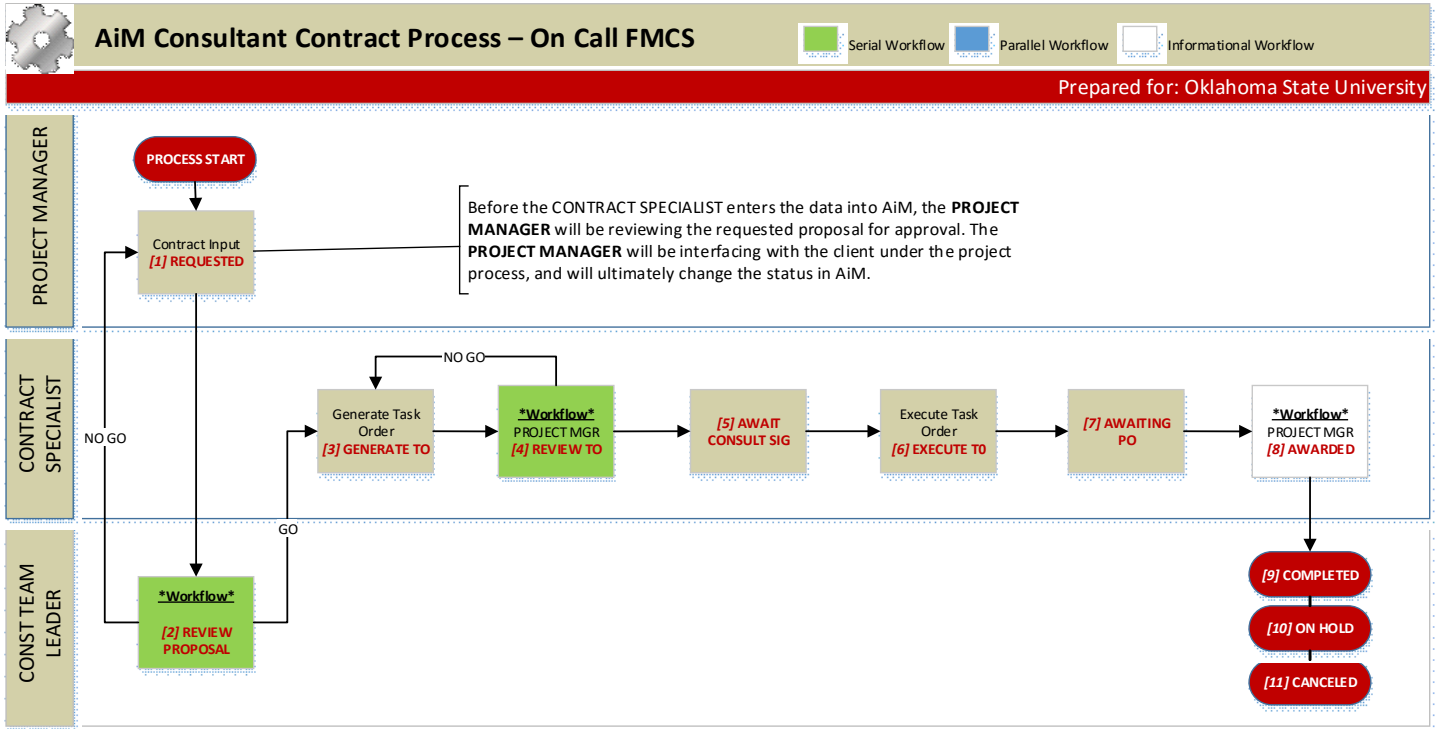 AiM Consultant Contract Process – On Call FMCS
Serial Workflow
Parallel Workflow
Informational Workflow
Prepared for: Oklahoma State University
PROJECT MANAGER
PROCESS START
Contract Input
[1] REQUESTED
Before the CONTRACT SPECIALIST enters the data into AiM, the PROJECT
MANAGER will be reviewing the requested proposal for approval. The
PROJECT MANAGER will be interfacing with the client under the project
process, and will ultimately change the status in AiM.
CONTRACT
SPECIALIST
NO GO
NO GO
Generate Task
Order
[3] GENERATE TO
*Workflow*
PROJECT MGR
[4] REVIEW TO
[5] AWAIT
CONSULT SIG
Execute Task
Order
[6] EXECUTE T0
[7] AWAITING
PO
*Workflow*
PROJECT MGR
[8] AWARDED
GO
CONST TEAM
LEADER
*Workflow*
[2] REVIEW
PROPOSAL
[9] COMPLETED
[10] ON HOLD
[11] CANCELED